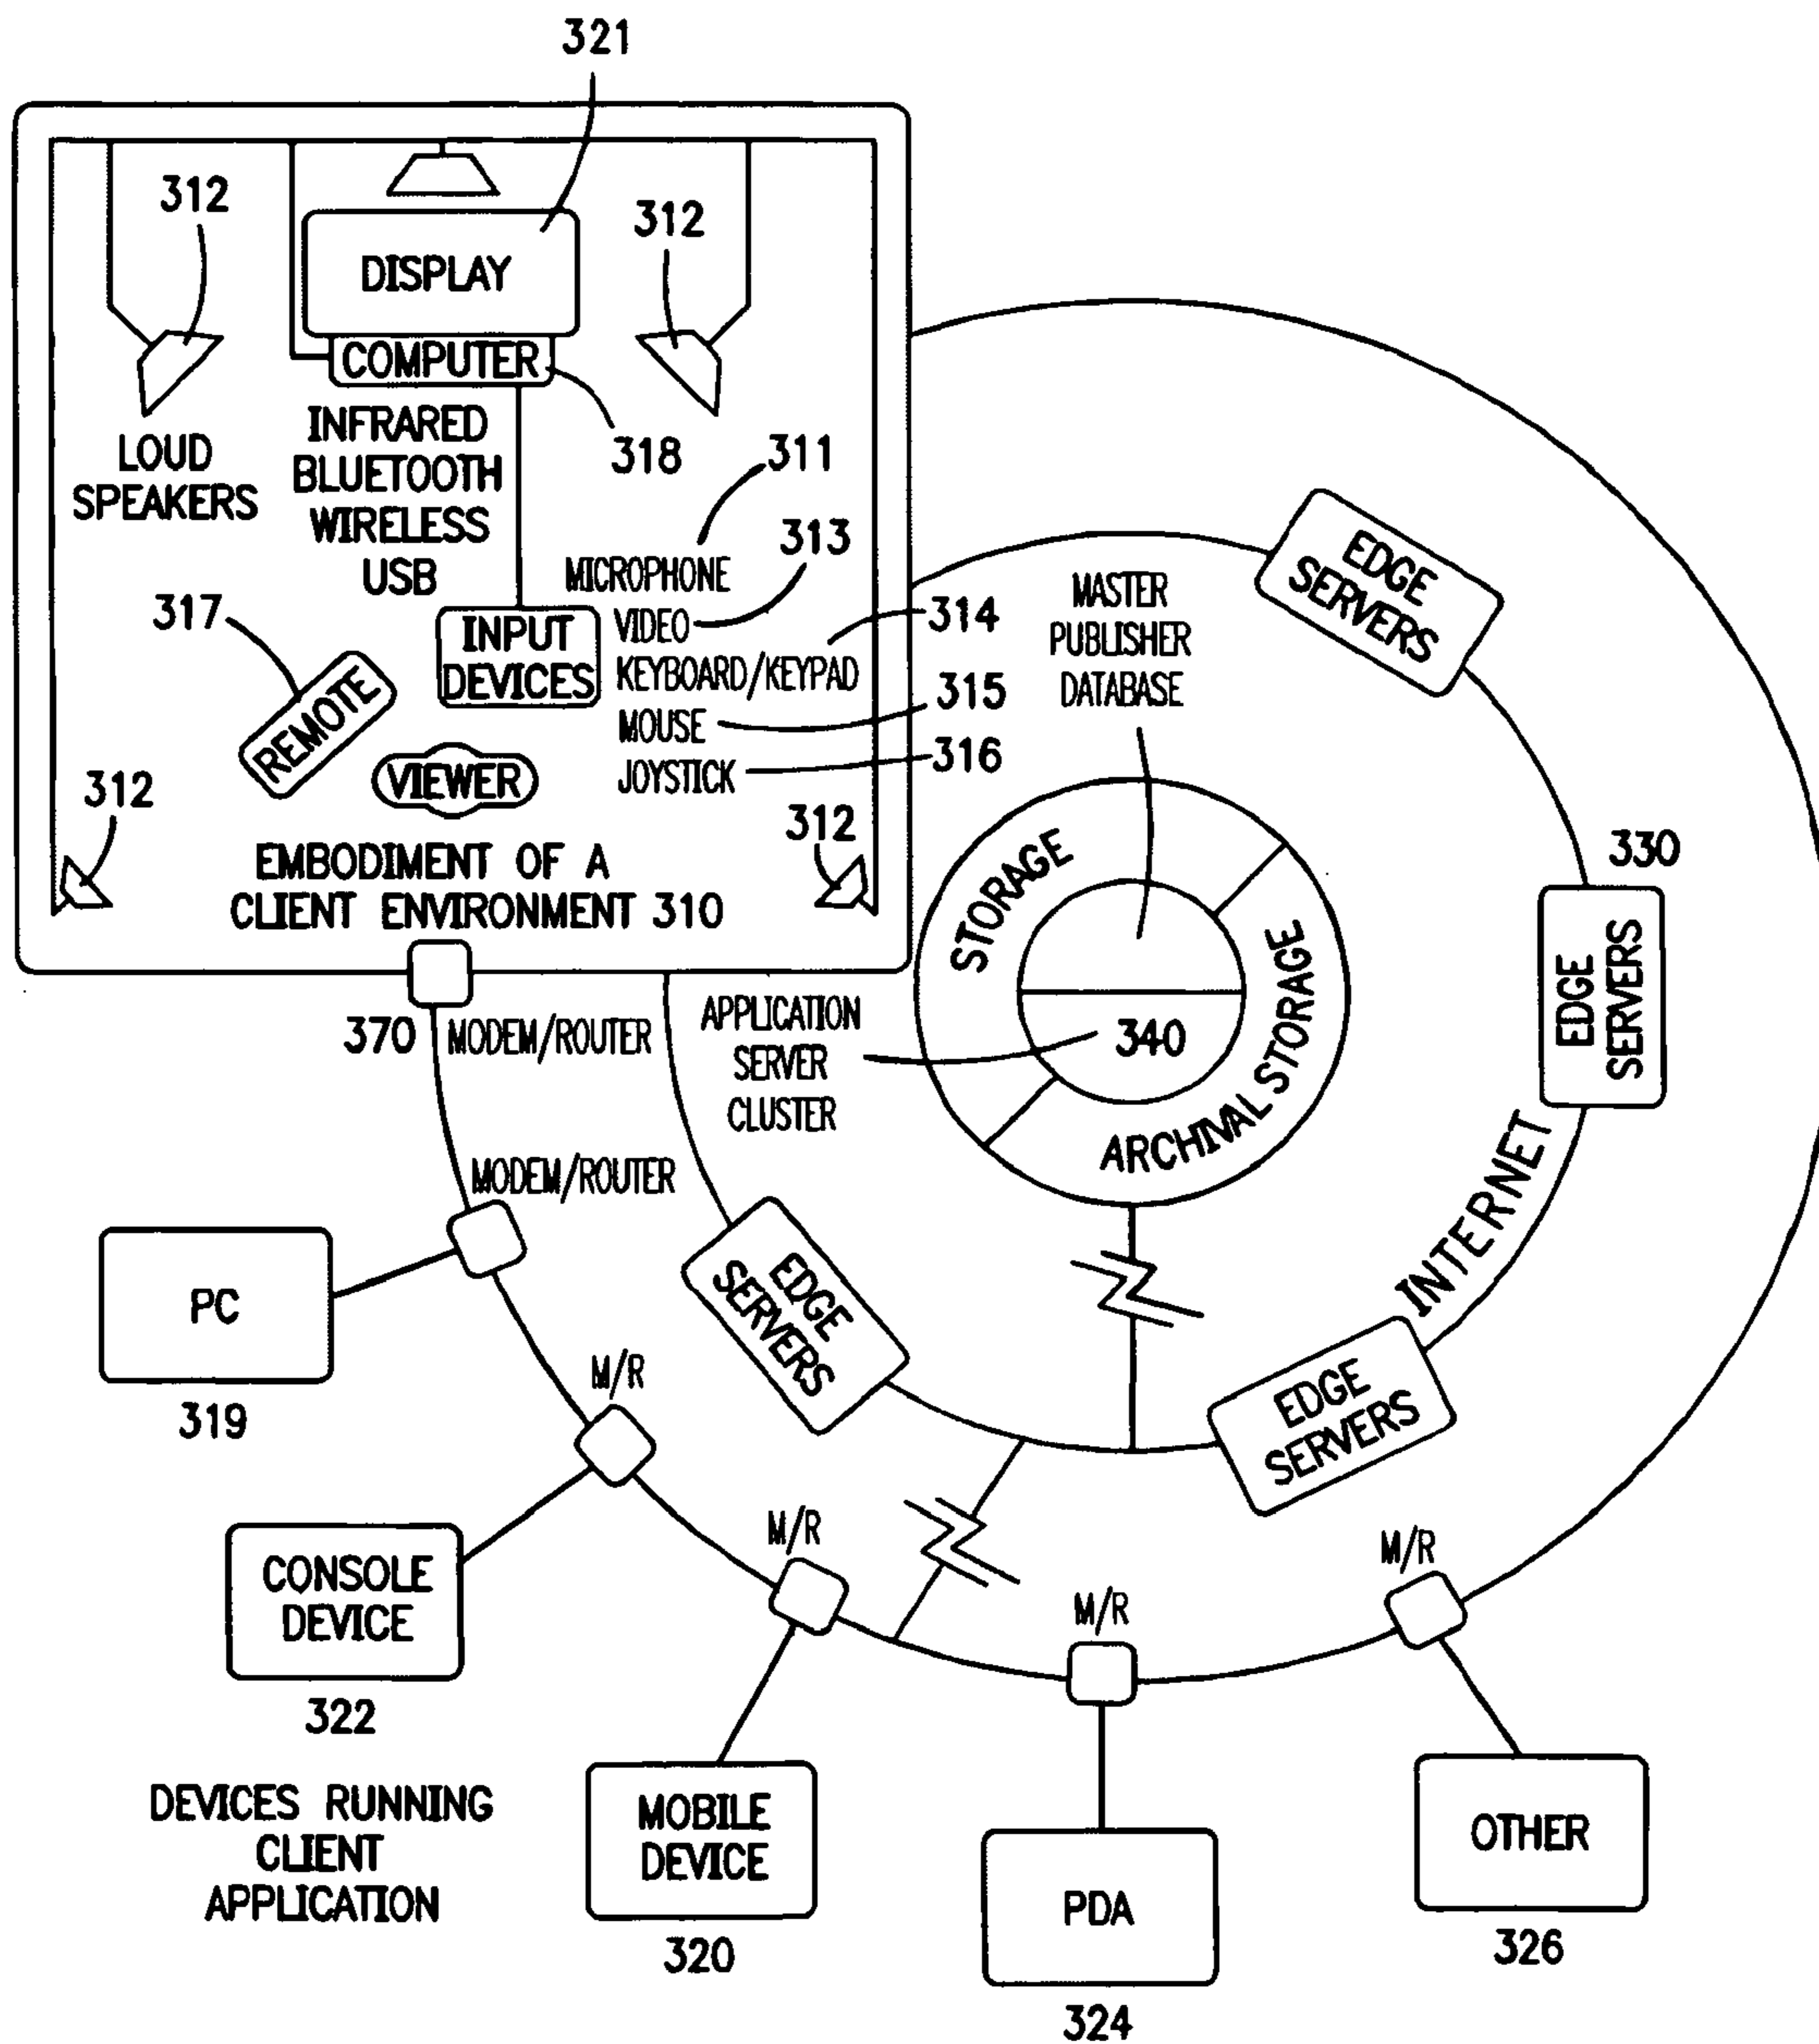 321
312
312
DISPLAY
COMPUTER
318
LOUD
SPEAKERS
INFRARED
BLUETOOTH
WIRELESS
USB
311
MICROPHONE
313
VIDEO
314
KEYBOARD/KEYPAD
315
MOUSE
316
JOYSTICK
INPUT
DEVICES
317
REMOTE
VIEWER
312
312
EMBODIMENT OF A
CLIENT ENVIRONMENT 310
MASTER
PUBLISHER
DATABASE
EDGE
SERVERS
330
EDGE
SERVERS
STORAGE
ARCHIVAL STORAGE
340
APPLICATION
SERVER
CLUSTER
370
MODEM/ROUTER
MODEM/ROUTER
INTERNET
EDGE
SERVERS
EDGE
SERVERS
PC
319
M/R
CONSOLE
DEVICE
322
M/R
M/R
M/R
DEVICES RUNNING
CLIENT
APPLICATION
MOBILE
DEVICE
320
PDA
324
OTHER
326